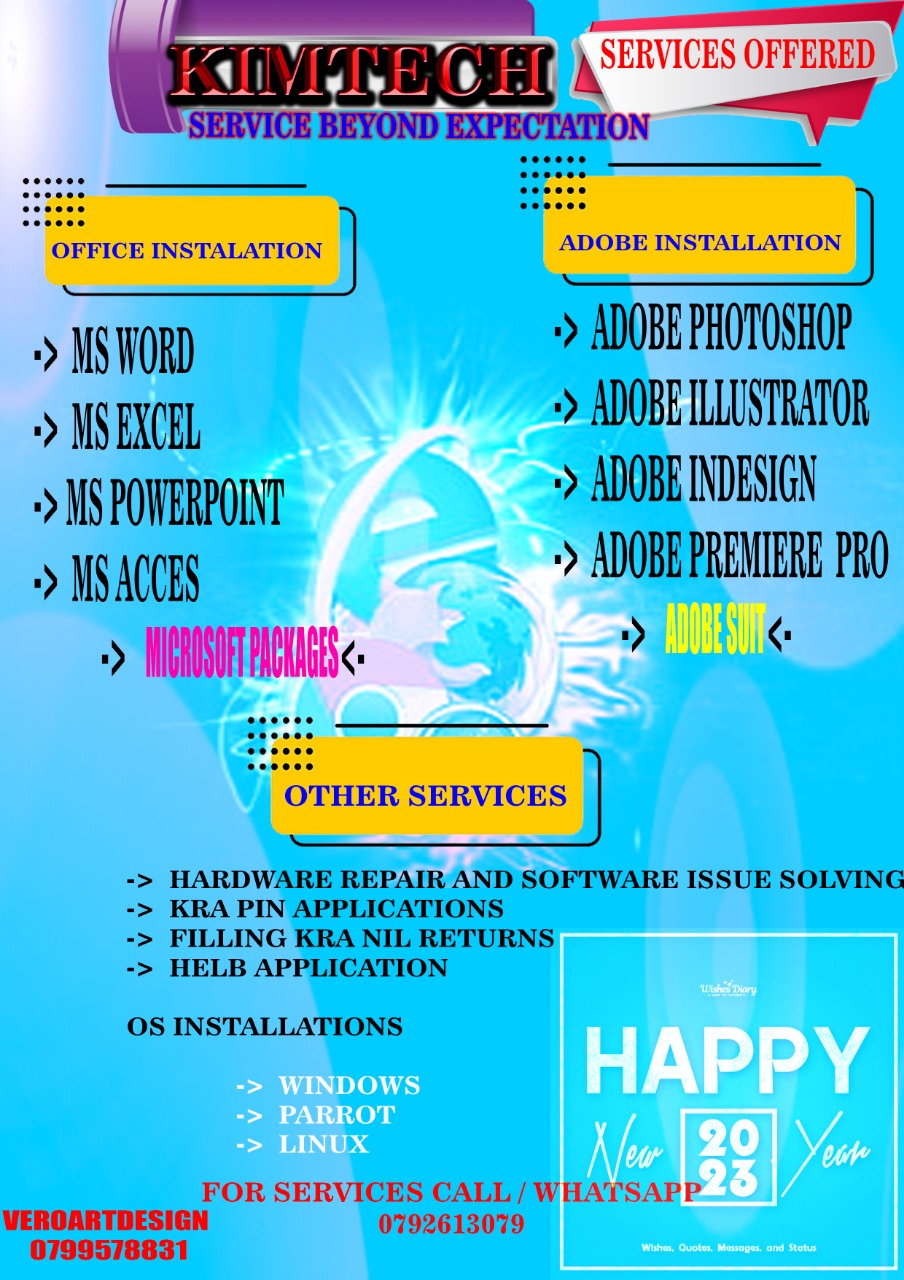 KIMTECH
SERVICE BEYOND EXPECTATION
SERVICES OFFERED
OFFICE INSTALATION
-> MS WORD
-> MS EXCEL
-> MS POWERPOINT
-> MS ACCES
-> MICROSOFT PACKAGES <-
ADOBE INSTALLATION
-> ADOBE PHOTOSHOP
-> ADOBE ILLUSTRATOR
-> ADOBE INDESIGN
-> ADOBE PREMIERE PRO
-> ADOBE SUIT <-
OTHER SERVICES
-> HARDWARE REPAIR AND SOFTWARE ISSUE SOLVING
-> KRA PIN APPLICATIONS
-> FILLING KRA NIL RETURNS
-> HELB APPLICATION
OS INSTALLATIONS
-> WINDOWS
-> PARROT
-> LINUX
FOR SERVICES CALL / WHATSAPP
0792613079
VEROARTDESIGN
0799578831
Wishes Diary
HAPPY
New 2023 Year
Wishes, Quotes, Messages, and Status